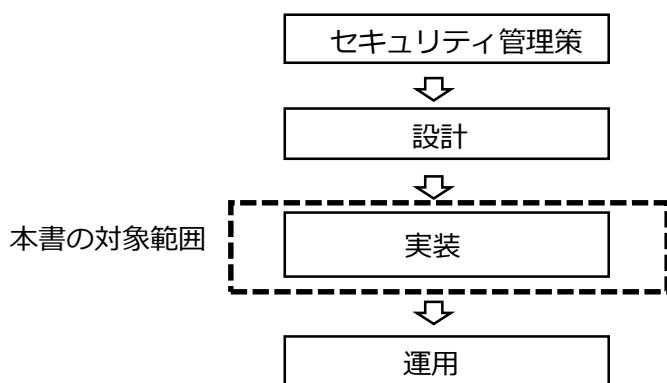 セキュリティ管理策
設計
本書の対象範囲
実装
運用